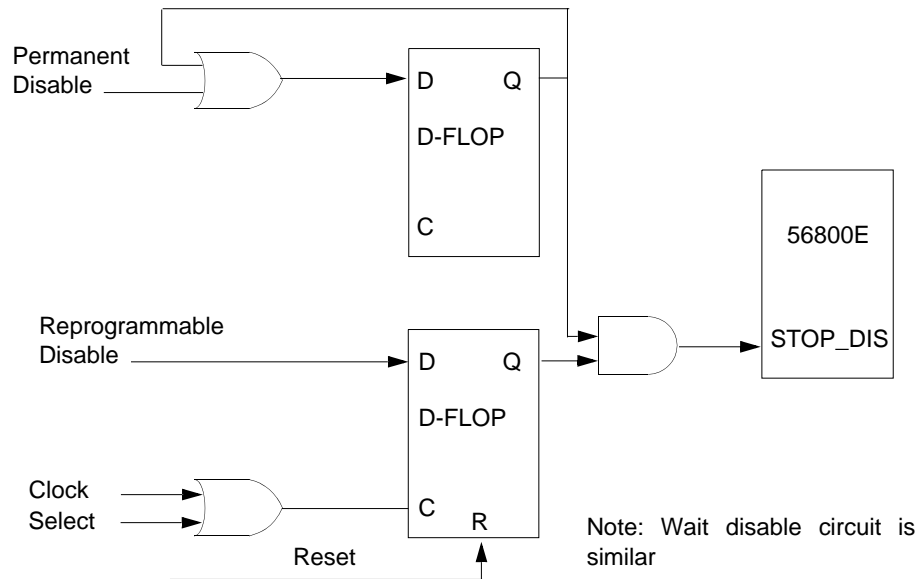 Permanent
Disable
D Q
D-FLOP
C
56800E
STOP_DIS
Reprogrammable
Disable
D Q
D-FLOP
Clock
Select
C
R
Reset
Note: Wait disable circuit is
similar